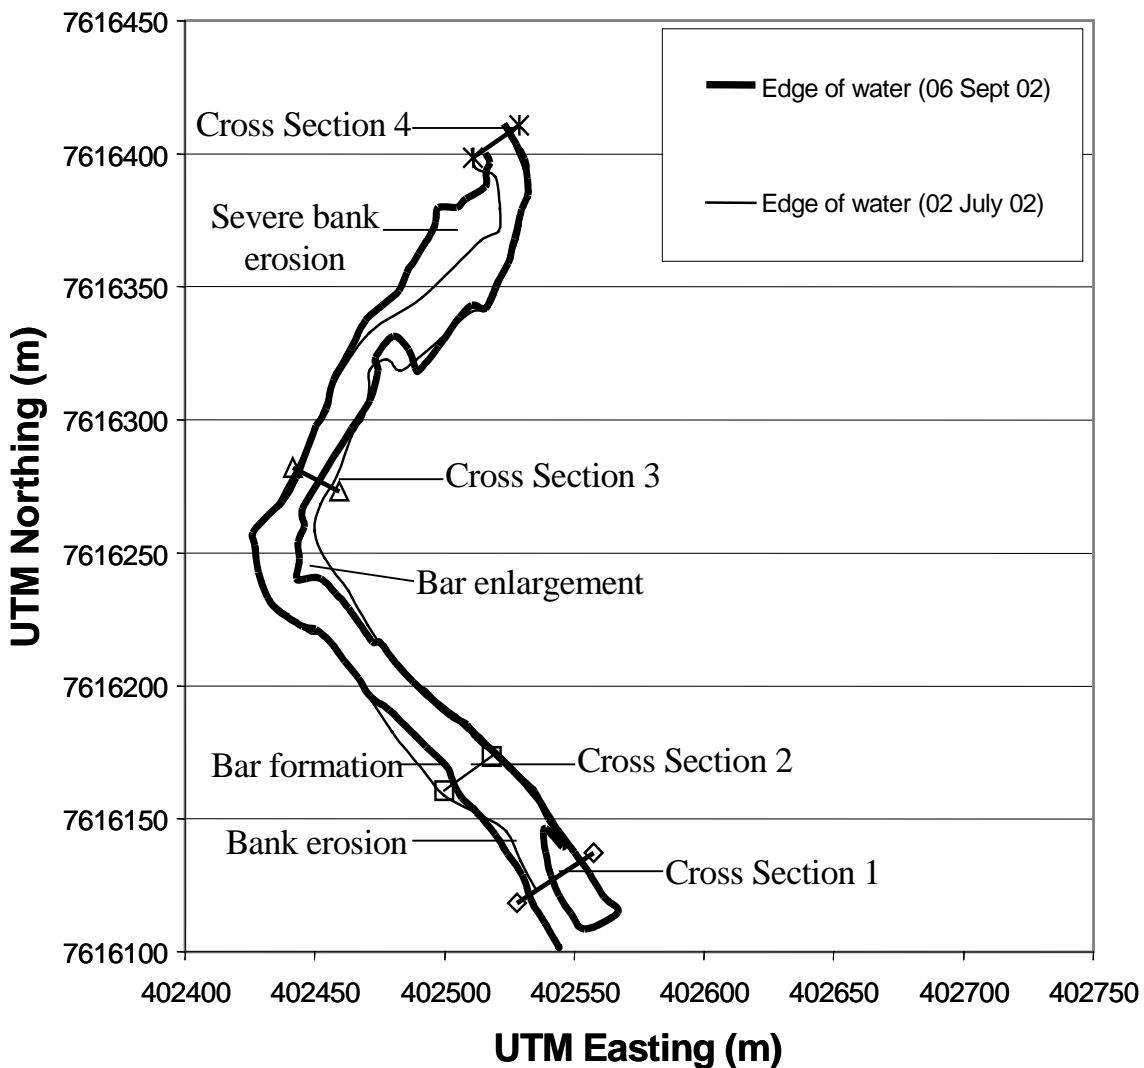 7616450
7616400
7616350
7616300
7616250
7616200
7616150
7616100
UTM Northing (m)
Edge of water (06 Sept 02)
Edge of water (02 July 02)
Cross Section 4
Severe bank
erosion
Cross Section 3
Bar enlargement
Bar formation
Cross Section 2
Bank erosion
Cross Section 1
402400 402450 402500 402550 402600 402650 402700 402750
UTM Easting (m)